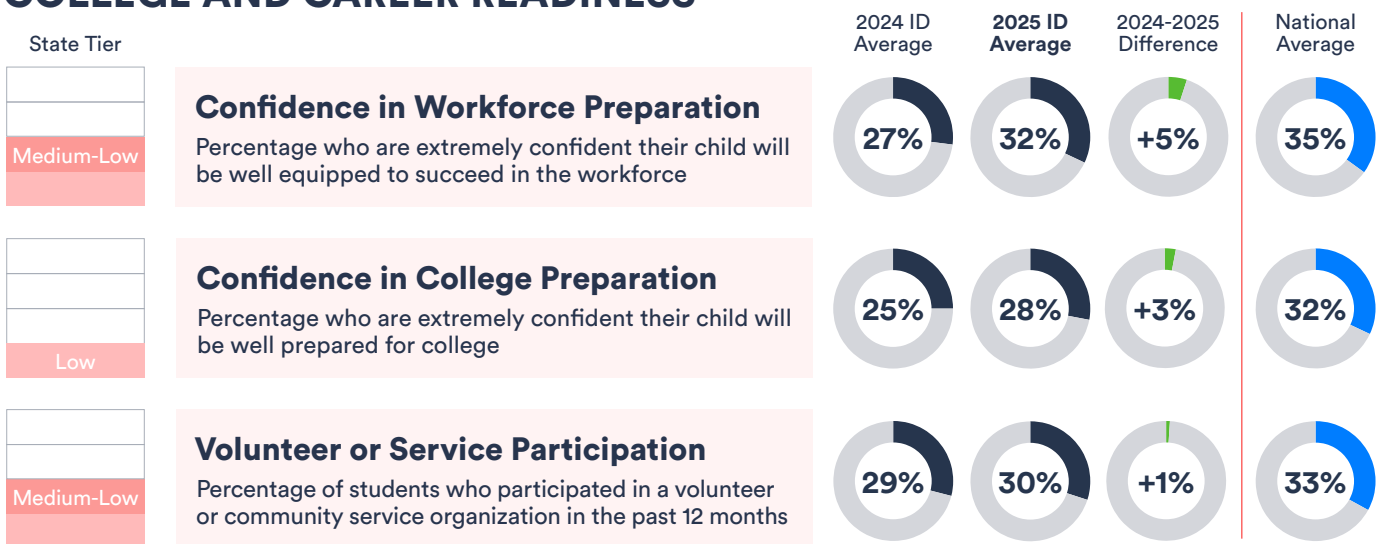 COLLEGE AND CAREER READINESS
State Tier
2024 ID
Average
2025 ID
Average
2024-2025
Difference
National
Average
Medium-Low
Confidence in Workforce Preparation
Percentage who are extremely confident their child will
be well equipped to succeed in the workforce
27%
32%
+5%
35%
Low
Confidence in College Preparation
Percentage who are extremely confident their child will
be well prepared for college
25%
28%
+3%
32%
Medium-Low
Volunteer or Service Participation
Percentage of students who participated in a volunteer
or community service organization in the past 12 months
29%
30%
+1%
33%